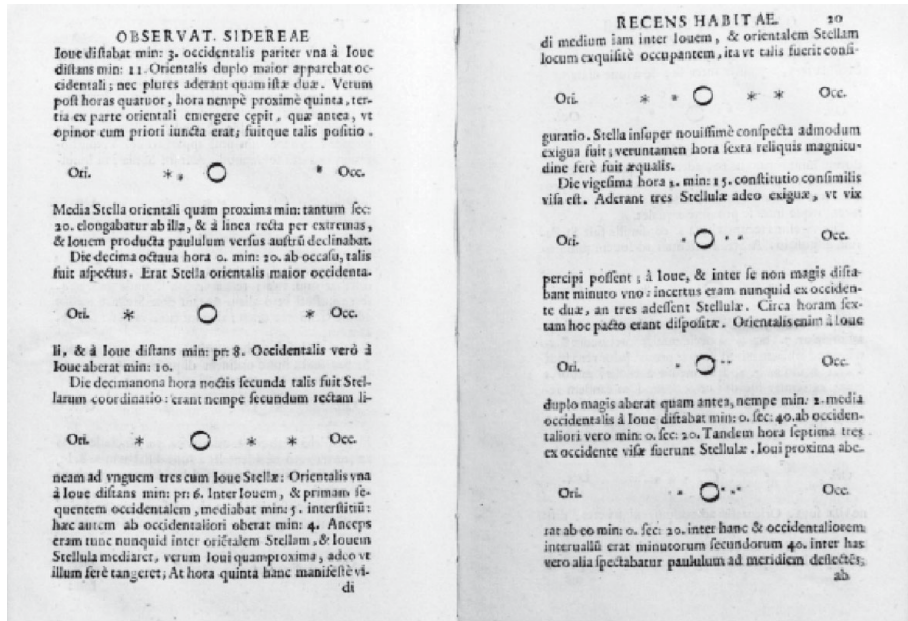 OBSERVAT. SIDEREAE
Ioue distabat min: 3. occidentalis pariter vna à Ioue
distans min: 11. Orientalis duplo maior apparebat oc-
cidentali; nec plures aderant quam istæ duæ. Verum
post horas quatuor, hora nempè proximè quinta, ter-
tia ex parte orientali emergere cępit, quæ antea, vt
opinor cum priori iuncta erat; fuitque talis positio.
Ori. Occ.
Media Stella orientali quam proxima min: tantum sec:
20. elongabatur ab illa, & à linea recta per extremas,
& Iouem producta paululum versus austrũ declinabat.
Die decima octaua hora 0. min: 20. ab occasu, talis
fuit aspectus. Erat Stella orientalis maior occidenta-
Ori. Occ.
li, & à Ioue distans min: pr: 8. Occidentalis verò à
Ioue aberat min: 10.
Die decimanona hora noctis secunda talis fuit Stel-
larum coordinatio: erant nempe secundum rectam li-
Ori. Occ.
neam ad vnguem tres cum Ioue Stellæ: Orientalis vna
à Ioue distans min: pr: 6. Inter Iouem, & primam se-
quentem occidentalem, mediabat min: 5. interstitiũ:
hæc autem ab occidentaliori oberat min: 4. Anceps
eram tunc nunquid inter oriẽtalem Stellam, & Iouem
Stellula mediaret, verum Ioui quamproxima, adeo vt
illum ferè tangeret; At hora quinta hanc manifestè vi-
di
RECENS HABITAE. 20
di medium iam inter Iouem, & orientalem Stellam
locum exquisitè occupantem, ita vt talis fuerit confi-
Ori. Occ.
guratio. Stella insuper nouissimè conspecta admodum
exigua fuit; veruntamen hora sexta reliquis magnitu-
dine ferè fuit æqualis.
Die vigesima hora 1. min: 15. constitutio consimilis
visa est. Aderant tres Stellulæ adeo exiguæ, vt vix
Ori. Occ.
percipi possent; à Ioue, & inter se non magis dista-
bant minuto vno: incertus eram nunquid ex occiden-
te duæ, an tres adessent Stellulæ. Circa horam sex-
tam hoc pacto erant dispositæ. Orientalis enim à Ioue
Ori. Occ.
duplo magis aberat quam antea, nempe min: 2. media
occidentalis à Ioue distabat min: 0. sec: 40. ab occiden-
taliori vero min: 0. sec: 20. Tandem hora septima tres
ex occidente visæ fuerunt Stellulæ. Ioui proxima abe-
Ori. Occ.
rat ab eo min: 0. sec: 20. inter hanc & occidentaliorem
interuallũ erat minutorum secundorum 40. inter has
vero alia spectabatur paululum ad meridiem deflectẽs;
ab